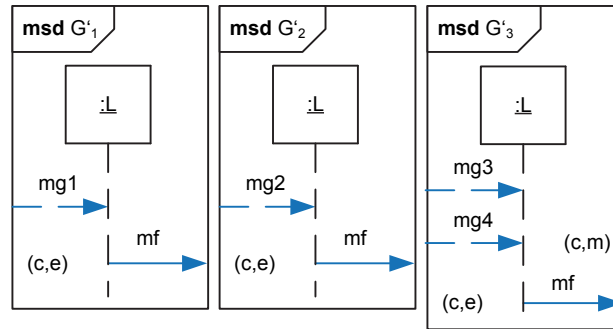 msd G‘1
:L
mg1
mf
(c,e)
msd G‘2
:L
mg2
mf
(c,e)
msd G‘3
:L
mg3
mg4
(c,m)
mf
(c,e)